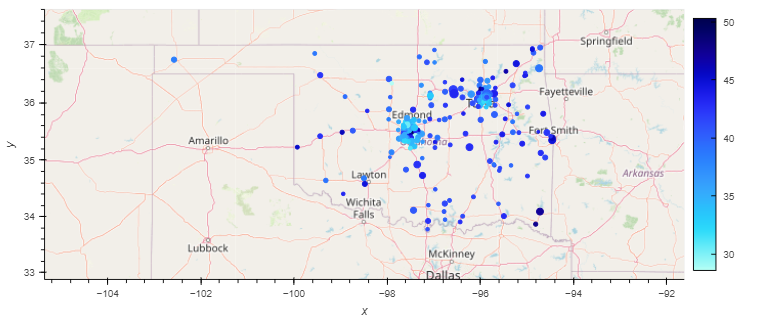 37
36
35
34
33
y
−104
−102
−100
−98
−96
−94
−92
x
Springfield
Fayetteville
Edmond
Amarillo
Fort Smith
Lawton
Arkansas
Wichita
Falls
Lubbock
McKinney
Dallas
50
45
40
35
30